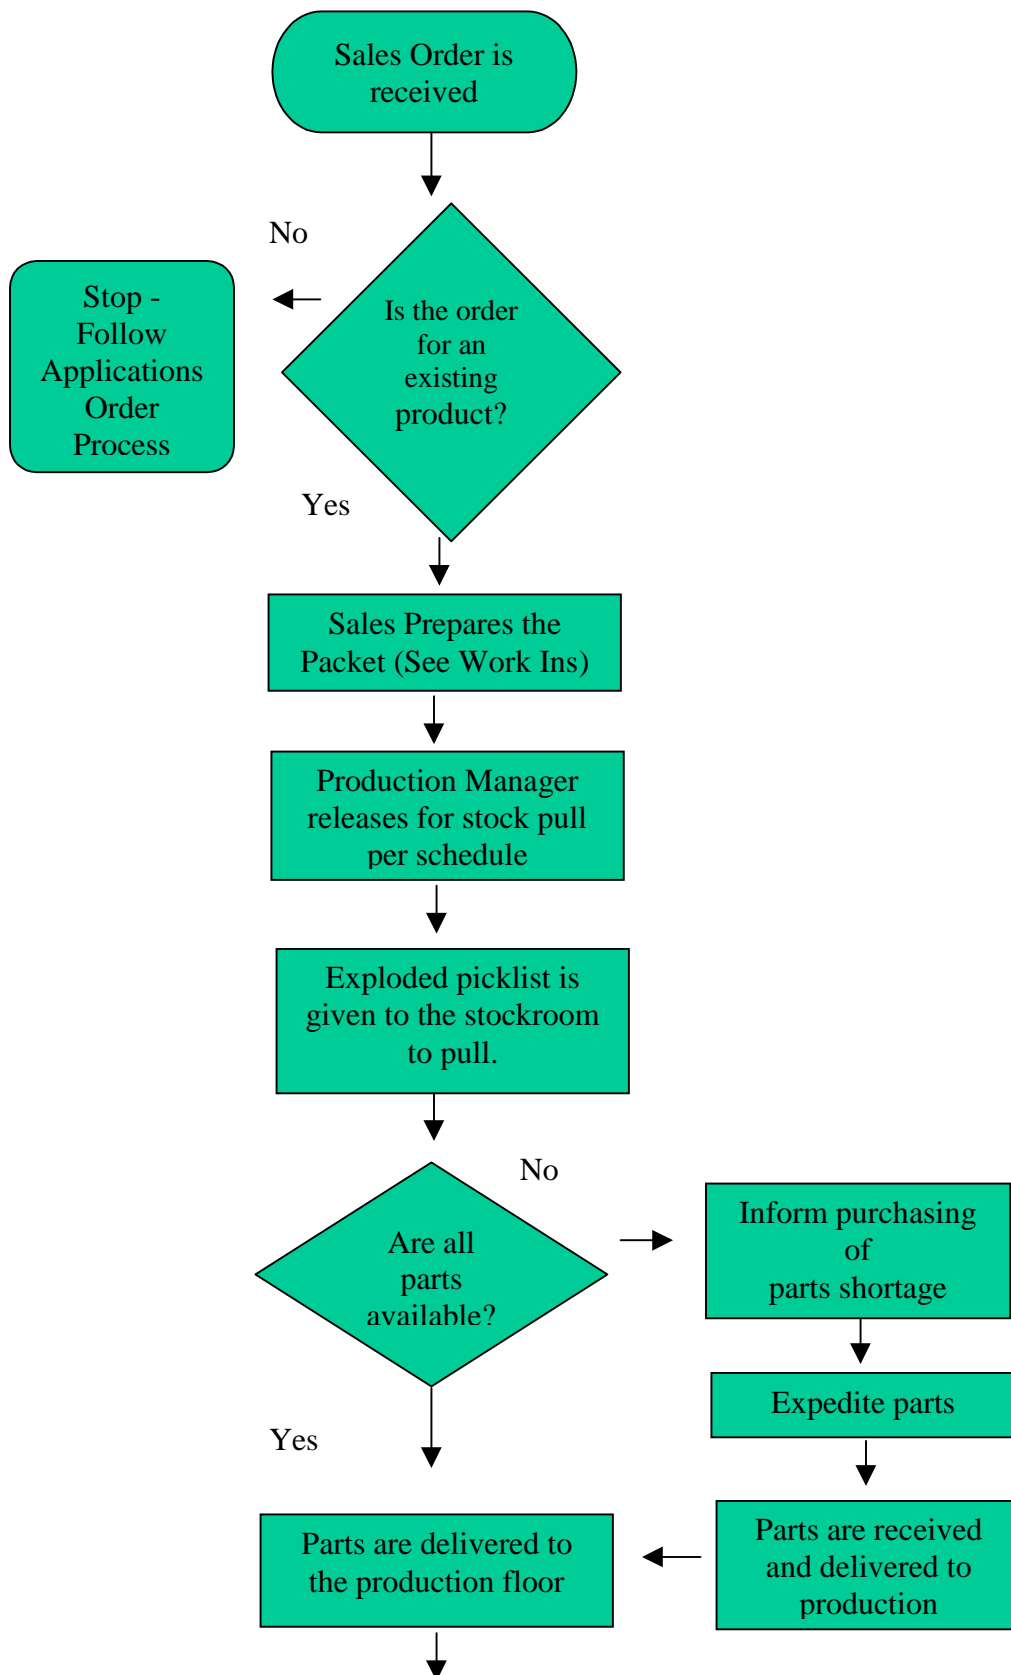 Sales Order is
received
No
Stop -
Follow
Applications
Order
Process
Is the order
for an
existing
product?
Yes
Sales Prepares the
Packet (See Work Ins)
Production Manager
releases for stock pull
per schedule
Exploded picklist is
given to the stockroom
to pull.
No
Are all
parts
available?
Inform purchasing
of
parts shortage
Expedite parts
Yes
Parts are delivered to
the production floor
Parts are received
and delivered to
production